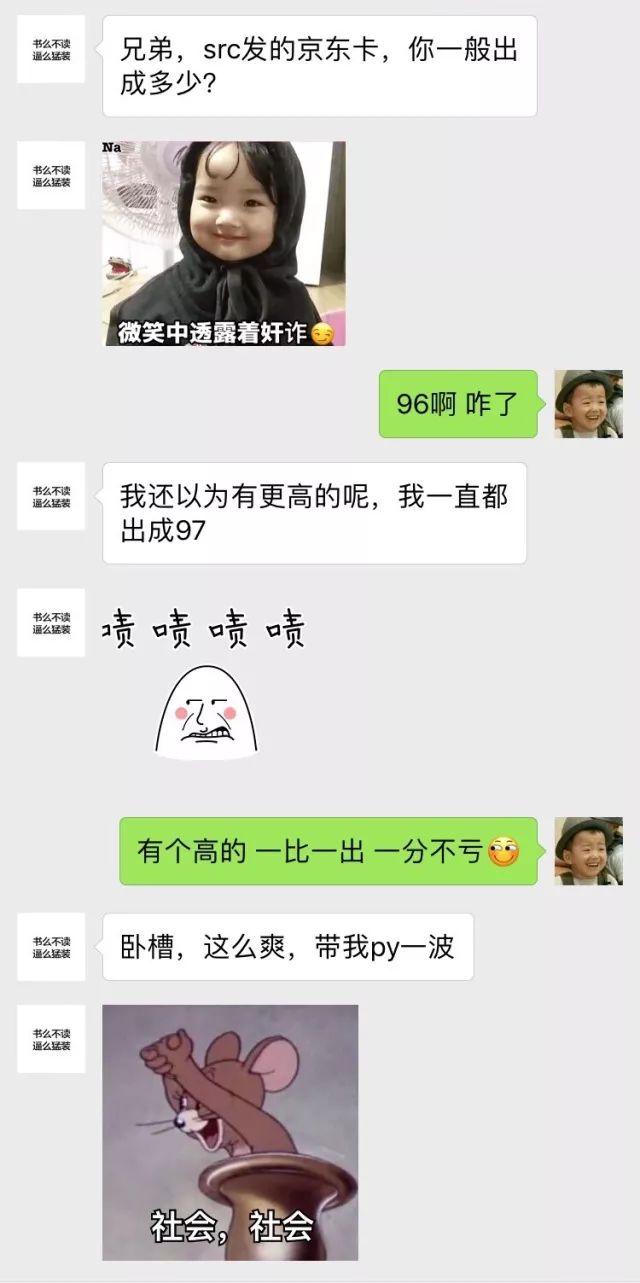 书么不读
逼么猛装
兄弟，src发的京东卡，你一般出
成多少？
书么不读
逼么猛装
Na
微笑中透露着奸诈
96啊 咋了
书么不读
逼么猛装
我还以为有更高的呢，我一直都
出成97
书么不读
逼么猛装
啧 啧 啧 啧
有个高的 一比一出 一分不亏
书么不读
逼么猛装
卧槽，这么爽，带我py一波
书么不读
逼么猛装
社会，社会